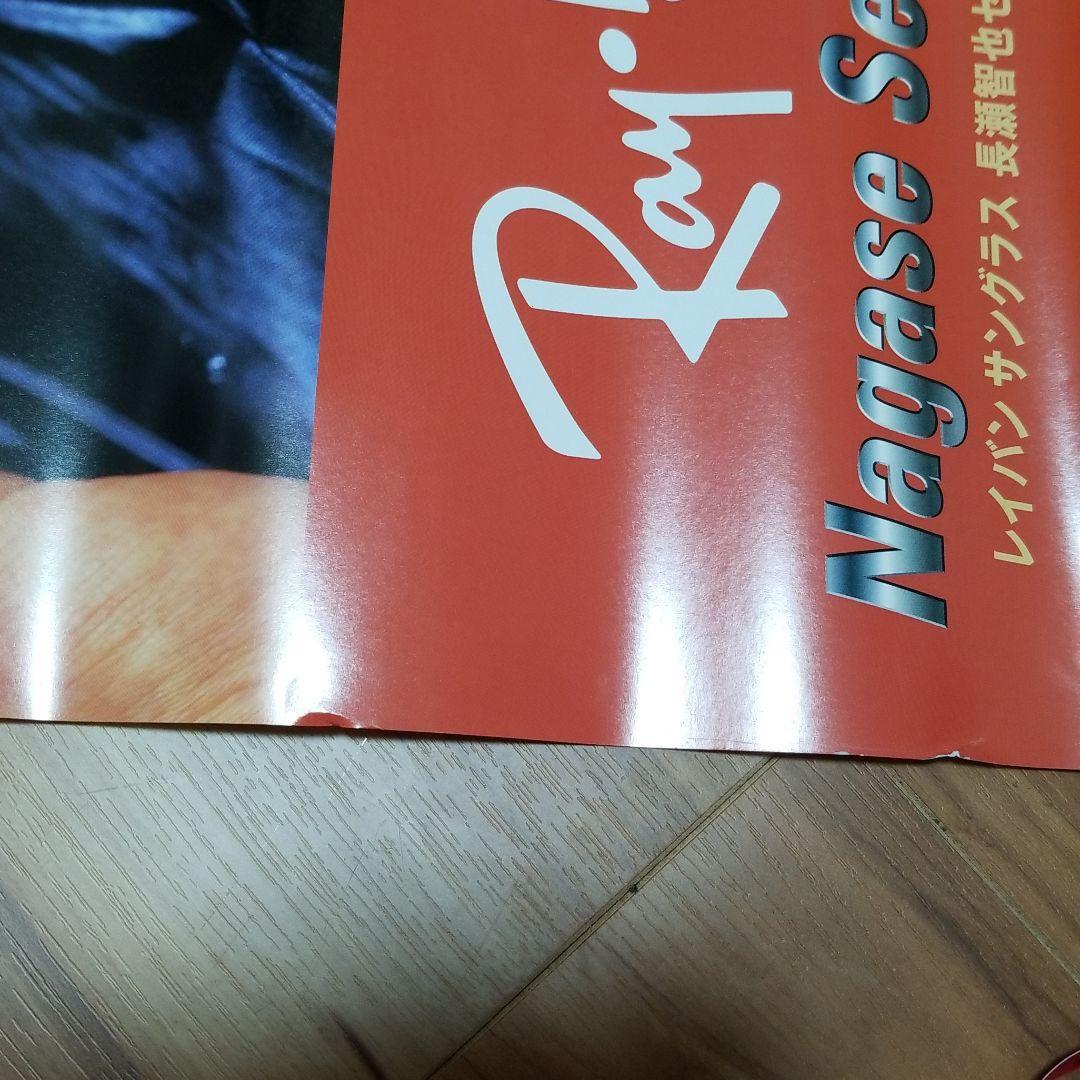 Ray
Nagase Se
レイバン サングラス 長瀬智也セ